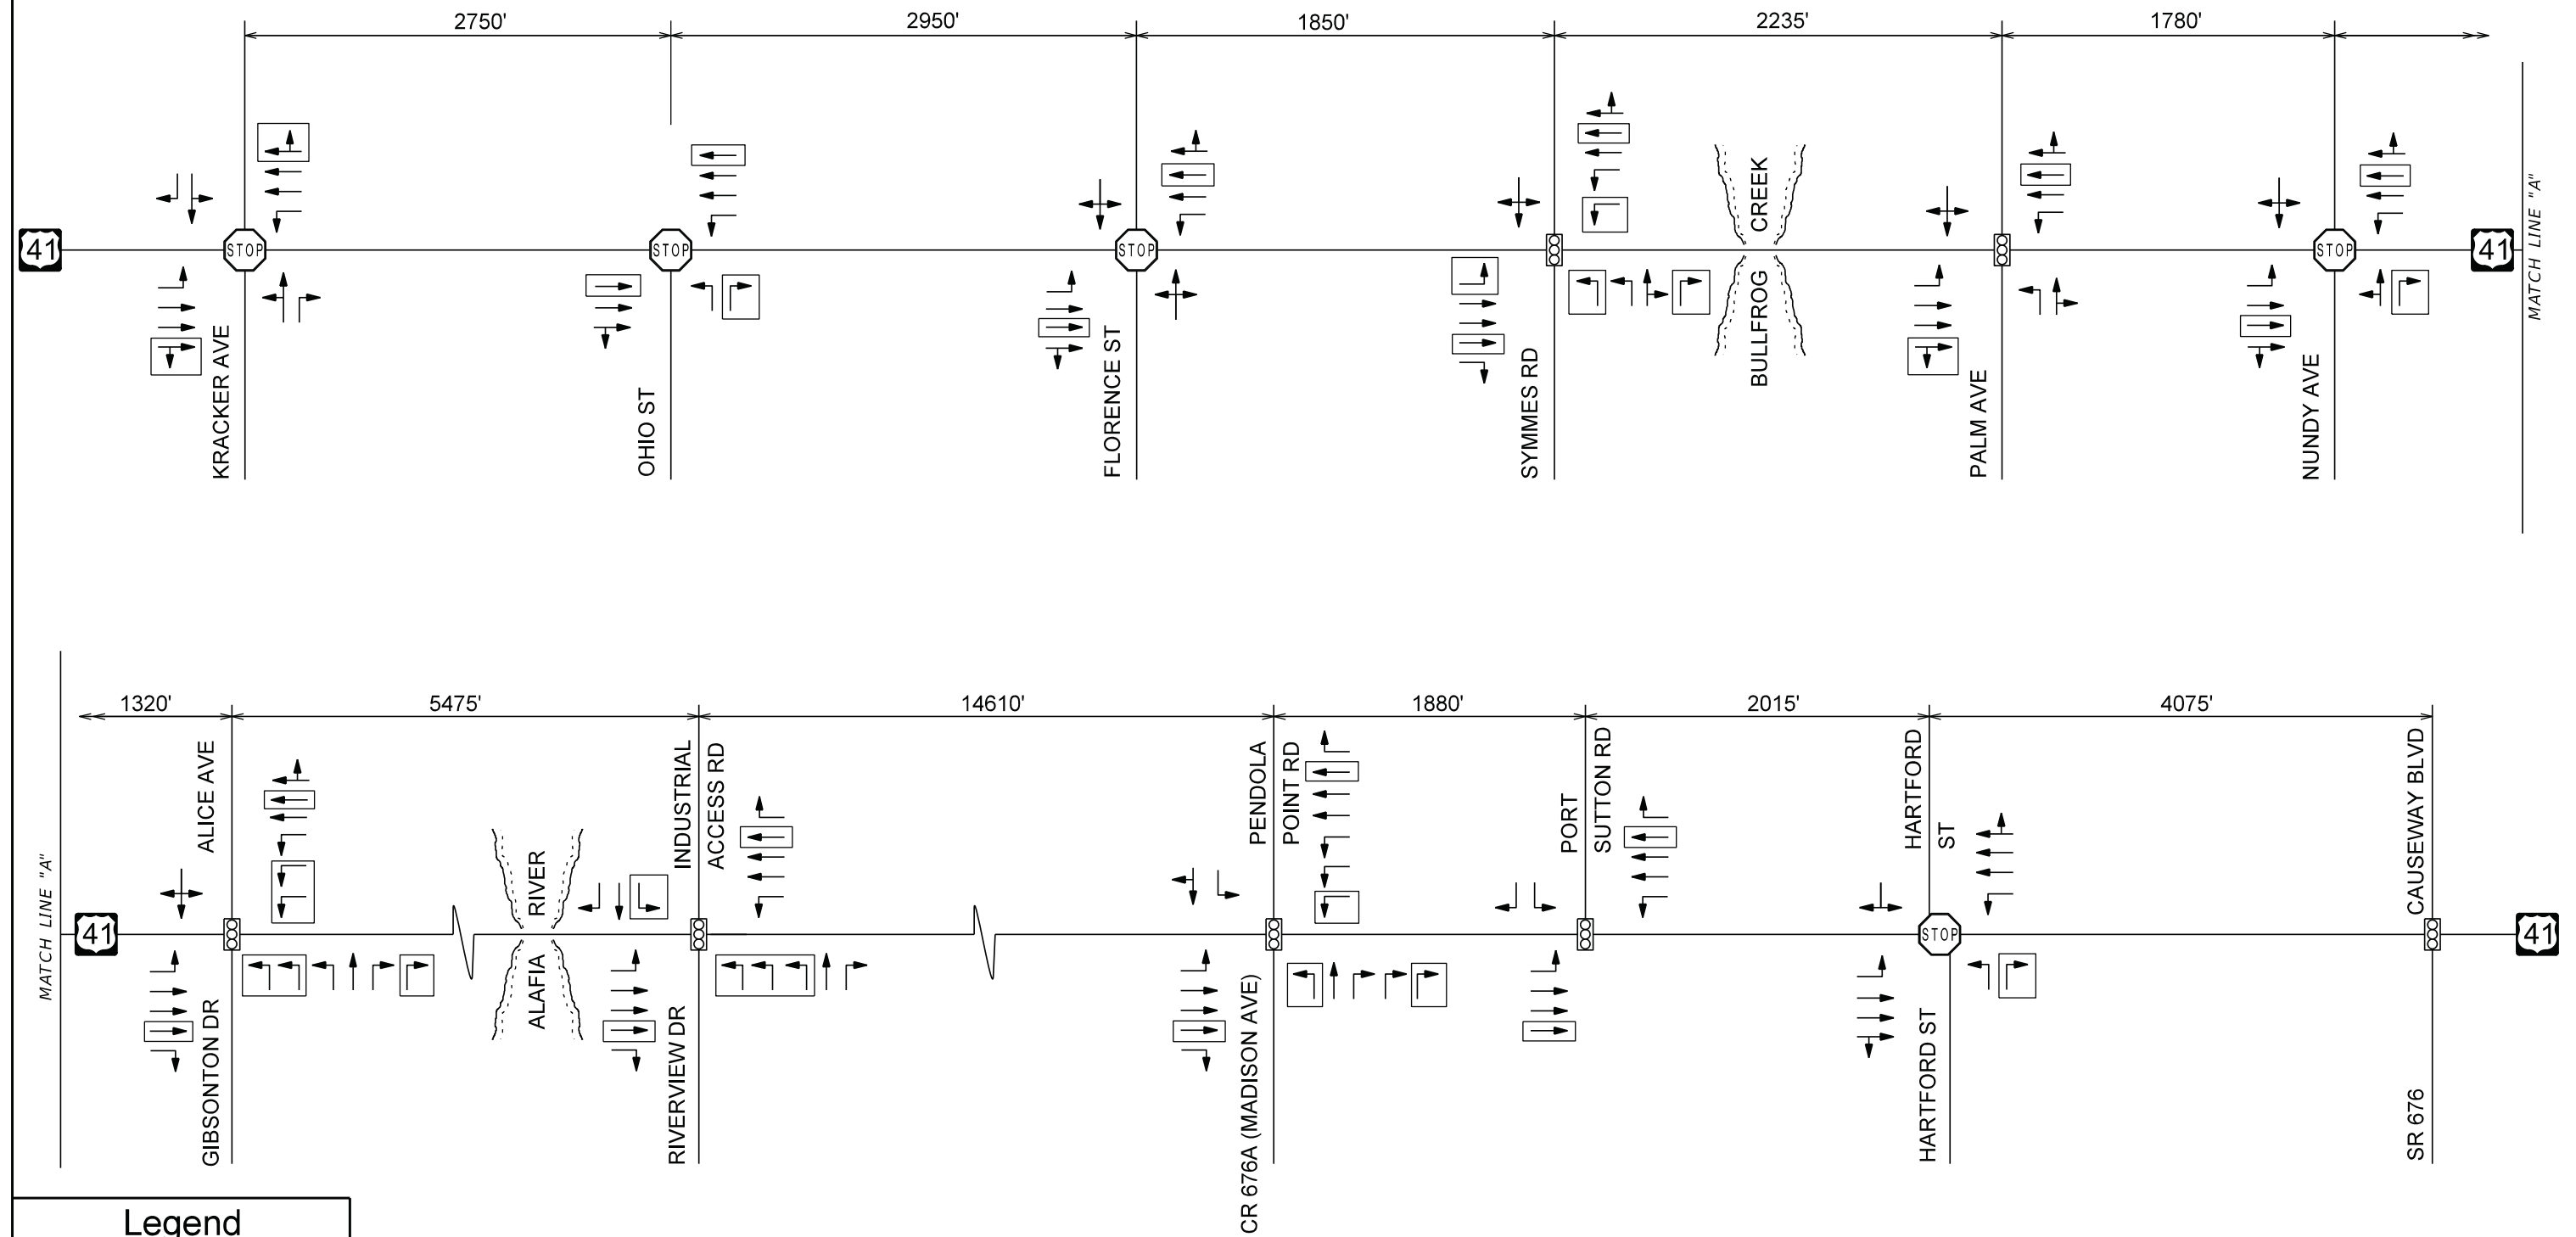 2750'
2950'
1850'
2235'
1780'
41
STOP
STOP
STOP
STOP
41
MATCH LINE "A"
KRACKER AVE
OHIO ST
FLORENCE ST
SYMMES RD
CREEK
BULLFROG
PALM AVE
NUNDY AVE
1320'
5475'
14610'
1880'
2015'
4075'
MATCH LINE "A"
41
ALICE AVE
GIBSONTON DR
RIVER
ALAFIA
INDUSTRIAL
ACCESS RD
RIVERVIEW DR
PENDOLA
POINT RD
CR 676A (MADISON AVE)
PORT
SUTTON RD
HARTFORD
ST
STOP
HARTFORD ST
CAUSEWAY BLVD
SR 676
41
Legend